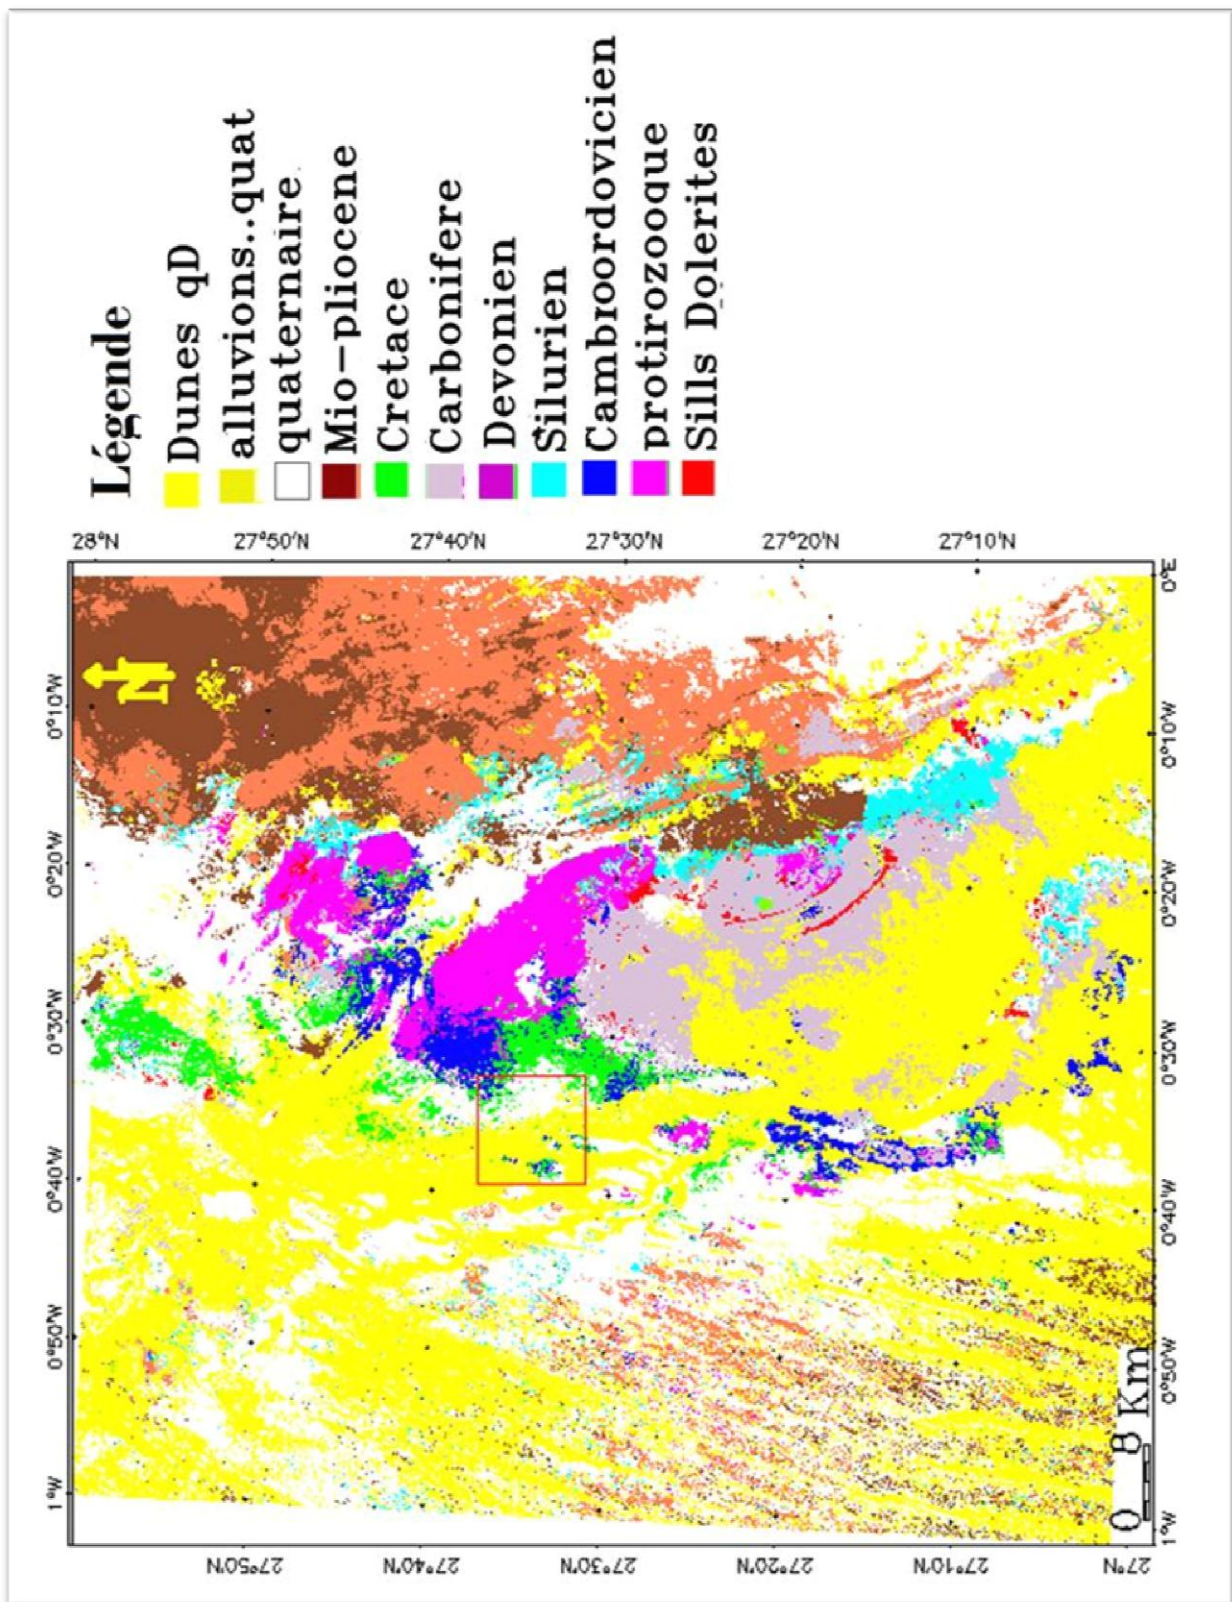 Légende
Dunes qD
alluvions..quat
quaternaire.
Mio-pliocene
Cretace
Carbonifere
Devonien
Silurien
Cambroordovicien
protirozooque
Sills Dolerites
28°N
27°50'N
27°40'N
27°30'N
27°20'N
27°10'N
1°W
0°50'W
0°40'W
0°30'W
0°20'W
0°10'W
N
27°50'N
27°40'N
27°30'N
27°20'N
27°10'N
27°N
1°W
0°50'W
0°40'W
0°30'W
0°20'W
0°10'W
0°E
0 8 Km